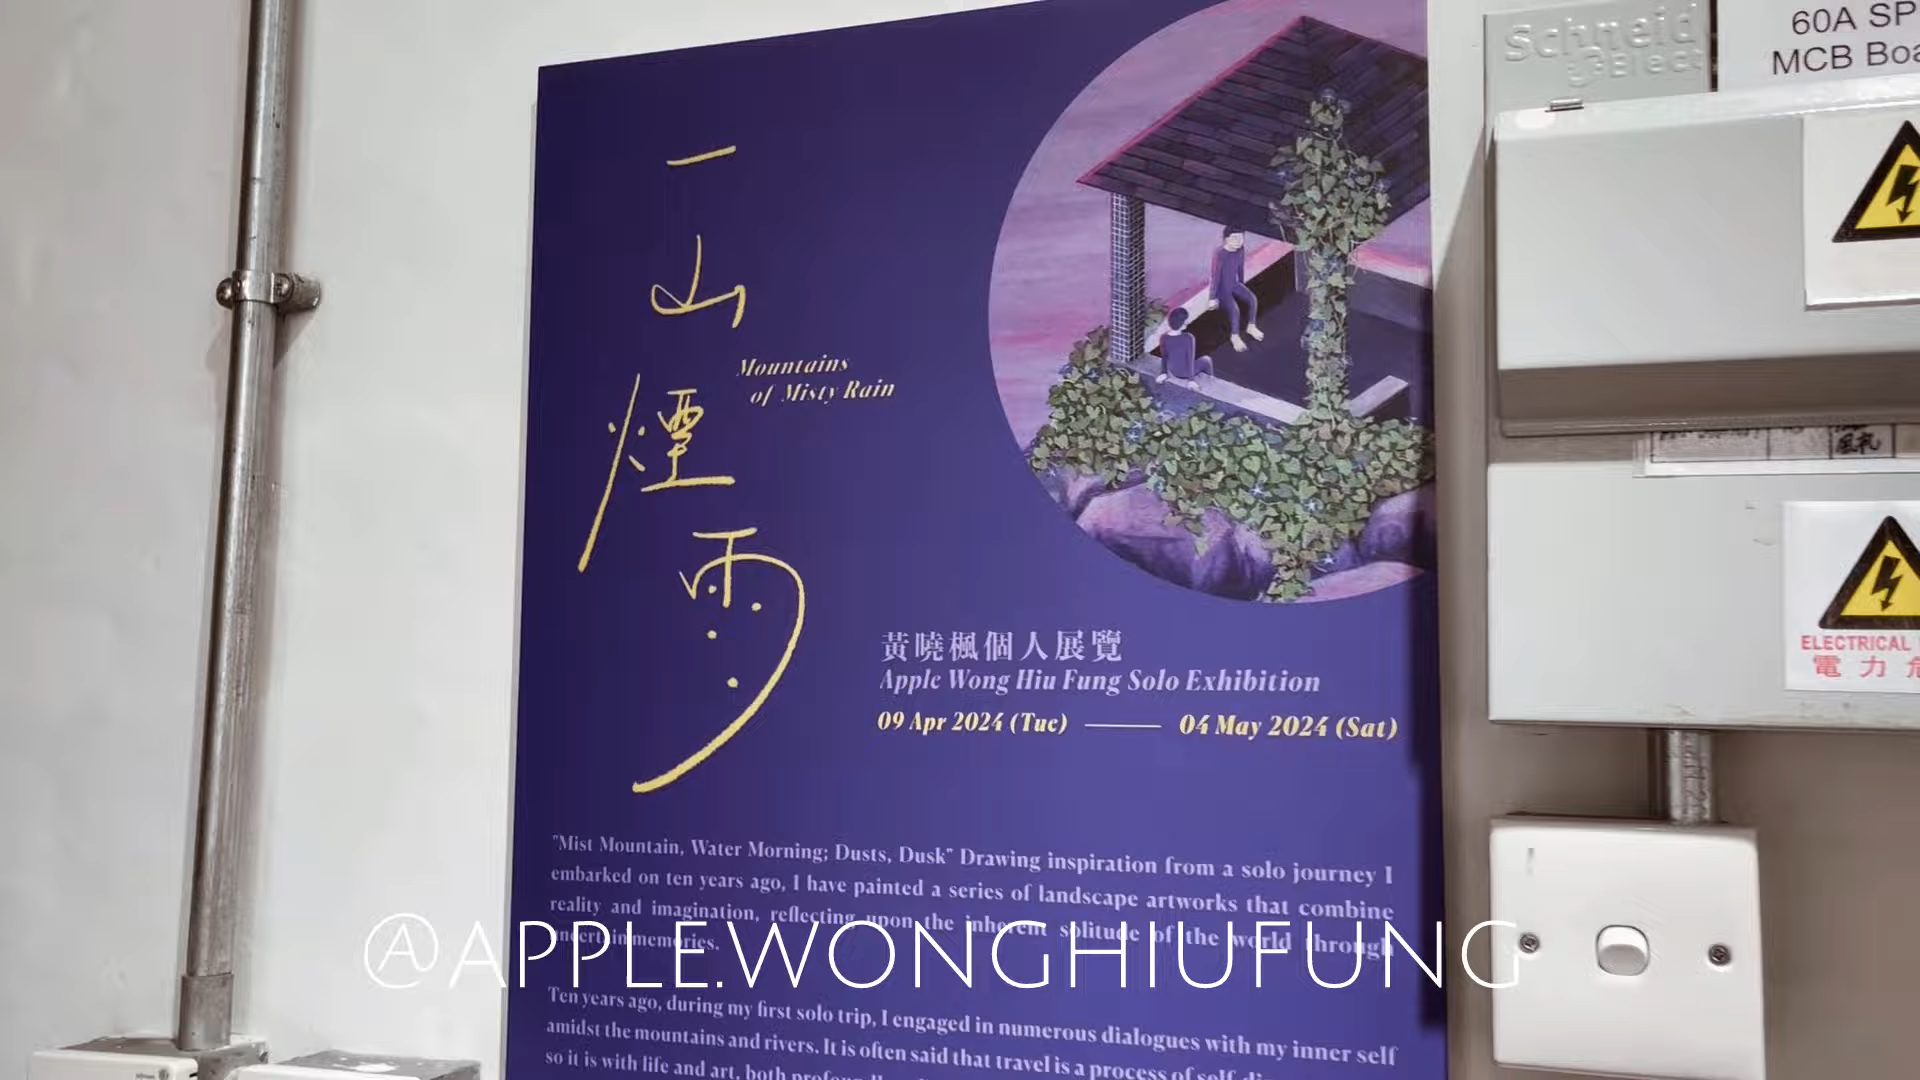 一
山
煙
雨
Mountains
of Misty Rain
黃曉楓個人展覽
Apple Wong Hiu Fung Solo Exhibition
09 Apr 2024 (Tue) —— 04 May 2024 (Sat)
"Mist Mountain, Water Morning; Dusts, Dusk" Drawing inspiration from a solo journey I
embarked on ten years ago, I have painted a series of landscape artworks that combine
reality and imagination, reflecting upon the inherent solitude of the world through
uncertain memories.
@APPLE.WONGHIUFUNG
Ten years ago, during my first solo trip, I engaged in numerous dialogues with my inner self
amidst the mountains and rivers. It is often said that travel is a process of
so it is with life and art, both
Schneid
Elect
60A SP
MCB Boa
ELECTRICAL
電力